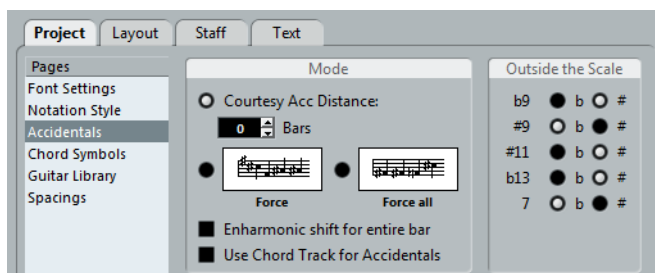 Project Layout Staff Text
Pages
Font Settings
Notation Style
Accidentals
Chord Symbols
Guitar Library
Spacings
Mode
Courtesy Acc Distance:
0 Bars
Force Force all
Enharmonic shift for entire bar
Use Chord Track for Accidentals
Outside the Scale
b9 b #
#9 b #
#11 b #
b13 b #
7 b #